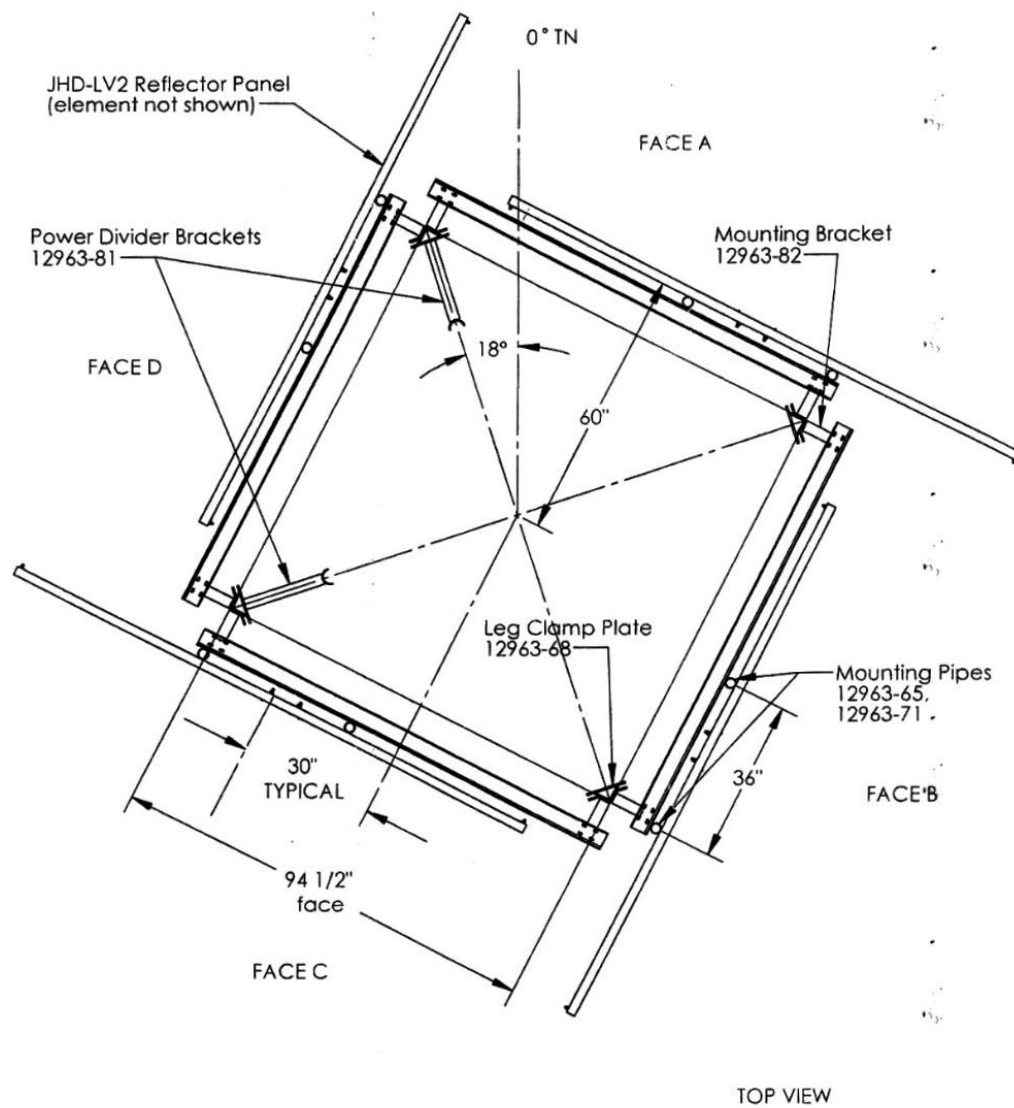 0° TN
JHD-LV2 Reflector Panel
(element not shown)
FACE A
Power Divider Brackets
12963-81
Mounting Bracket
12963-82
18°
FACE D
60"
Leg Clamp Plate
12963-68
Mounting Pipes
12963-65,
12963-71
30"
TYPICAL
36"
FACE B
94 1/2"
face
FACE C
TOP VIEW